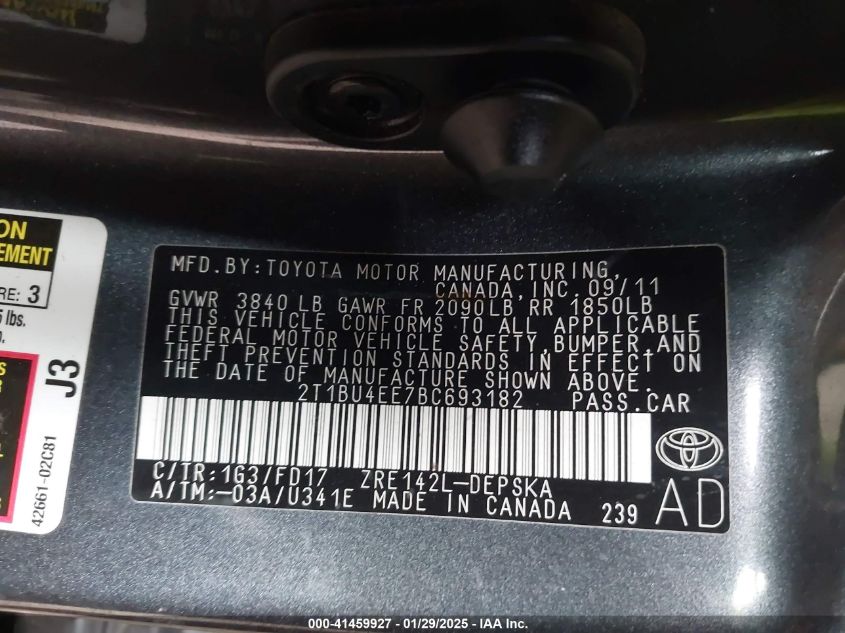 MFD.BY:TOYOTA MOTOR MANUFACTURING,
CANADA, INC. 09/11
GVWR 3840 LB GAWR FR 2090LB RR 1850LB
THIS VEHICLE CONFORMS TO ALL APPLICABLE
FEDERAL MOTOR VEHICLE SAFETY,BUMPER,AND
THEFT PREVENTION STANDARDS IN EFFECT ON
THE DATE OF MANUFACTURE SHOWN ABOVE.
2T1BU4EE7BC693182 PASS.CAR
C/TR:1G3/FD17 ZRE142L-DEPSKA
A/TM:-03A/U341E MADE IN CANADA 239
AD
ON
EMENT
RE: 3
lbs.
J3
42661-02C81
000-41459927 - 01/29/2025 - IAA Inc.